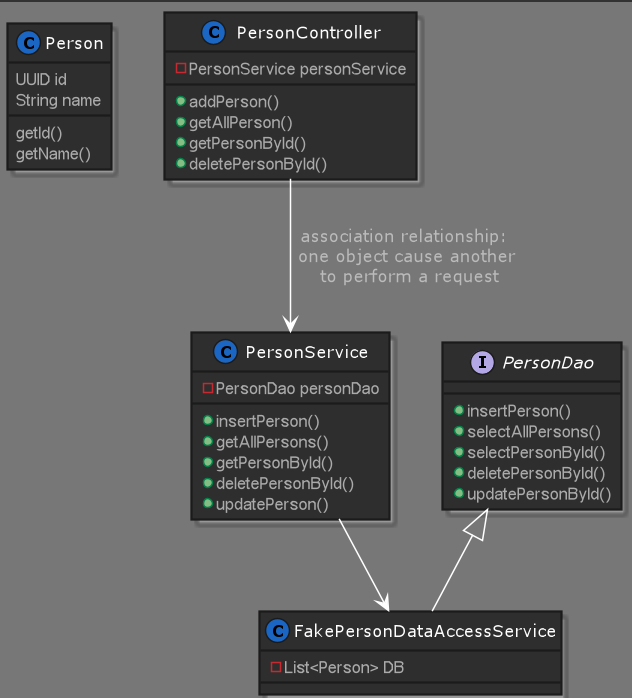 C Person
UUID id
String name
getId()
getName()
C PersonController
PersonService personService
addPerson()
getAllPerson()
getPersonById()
deletePersonById()
association relationship:
one object cause another
to perform a request
C PersonService
PersonDao personDao
insertPerson()
getAllPersons()
getPersonById()
deletePersonById()
updatePerson()
I PersonDao
insertPerson()
selectAllPersons()
selectPersonById()
deletePersonById()
updatePersonById()
C FakePersonDataAccessService
List<Person> DB